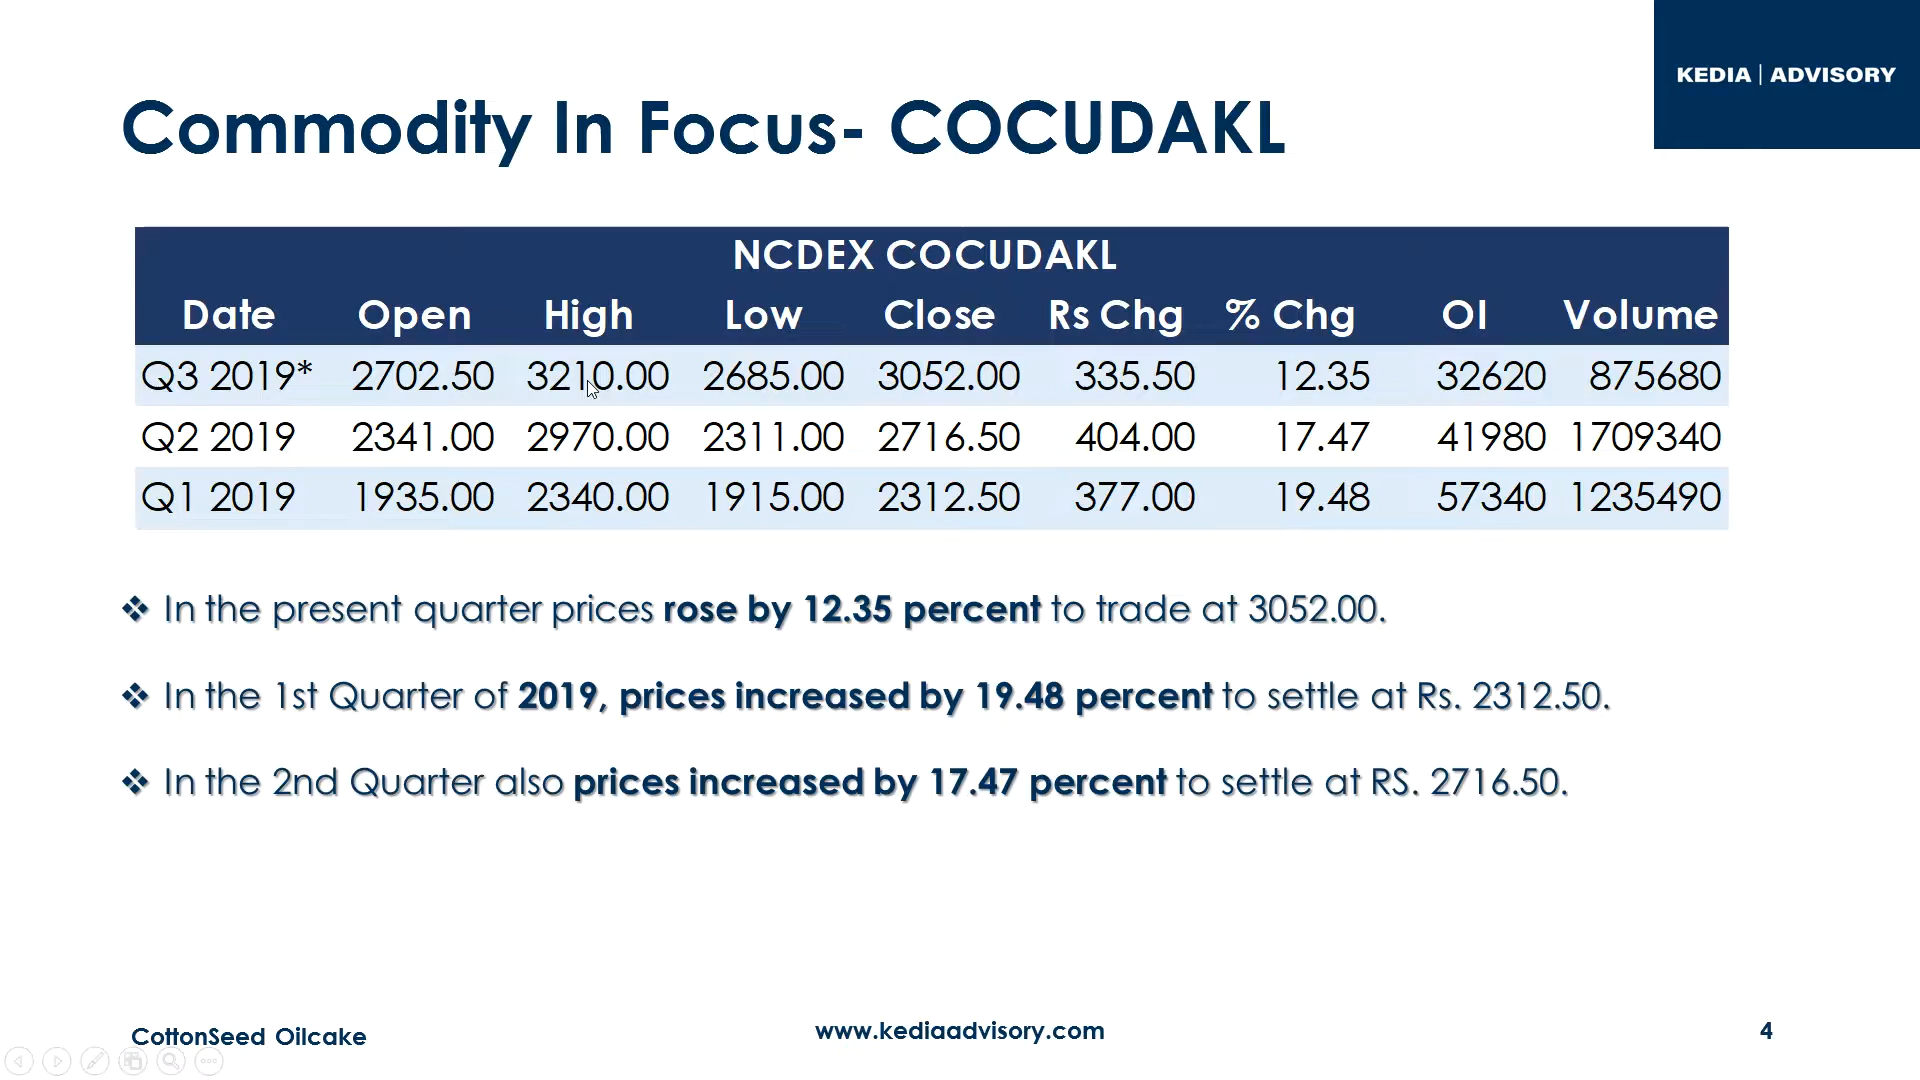 KEDIA | ADVISORY
Commodity In Focus- COCUDAKL
NCDEX COCUDAKL
Date Open High Low Close Rs Chg % Chg OI Volume
Q3 2019* 2702.50 3210.00 2685.00 3052.00 335.50 12.35 32620 875680
Q2 2019 2341.00 2970.00 2311.00 2716.50 404.00 17.47 41980 1709340
Q1 2019 1935.00 2340.00 1915.00 2312.50 377.00 19.48 57340 1235490
❖ In the present quarter prices rose by 12.35 percent to trade at 3052.00.
❖ In the 1st Quarter of 2019, prices increased by 19.48 percent to settle at Rs. 2312.50.
❖ In the 2nd Quarter also prices increased by 17.47 percent to settle at RS. 2716.50.
CottonSeed Oilcake
www.kediaadvisory.com
4